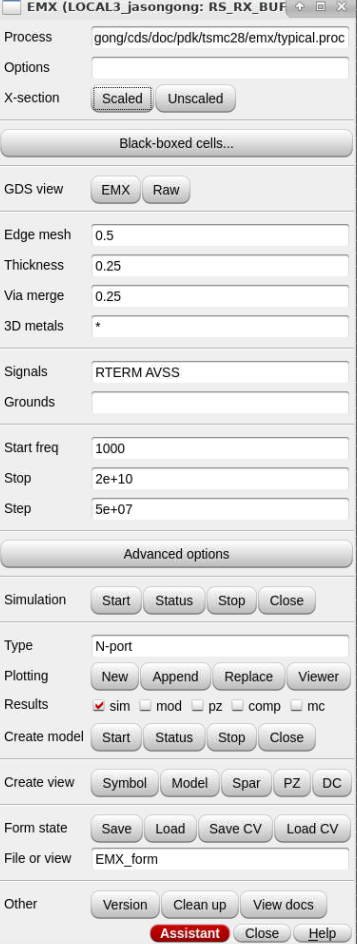 EMX (LOCAL3_jasongong: RS_RX_BUF
Process gong/cds/doc/pdk/tsmc28/emx/typical.proc
Options
X-section Scaled Unscaled
Black-boxed cells...
GDS view EMX Raw
Edge mesh 0.5
Thickness 0.25
Via merge 0.25
3D metals *
Signals RTERM AVSS
Grounds
Start freq 1000
Stop 2e+10
Step 5e+07
Advanced options
Simulation Start Status Stop Close
Type N-port
Plotting New Append Replace Viewer
Results sim mod pz comp mc
Create model Start Status Stop Close
Create view Symbol Model Spar PZ DC
Form state Save Load Save CV Load CV
File or view EMX_form
Other Version Clean up View docs
Assistant Close Help